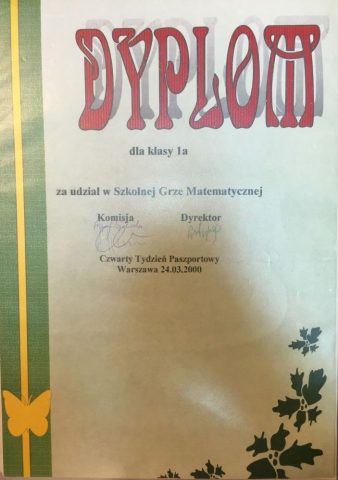 DYPLOM
dla klasy 1a
za udział w Szkolnej Grze Matematycznej
Komisja Dyrektor
Czwarty Tydzień Paszportowy
Warszawa 24.03.2000